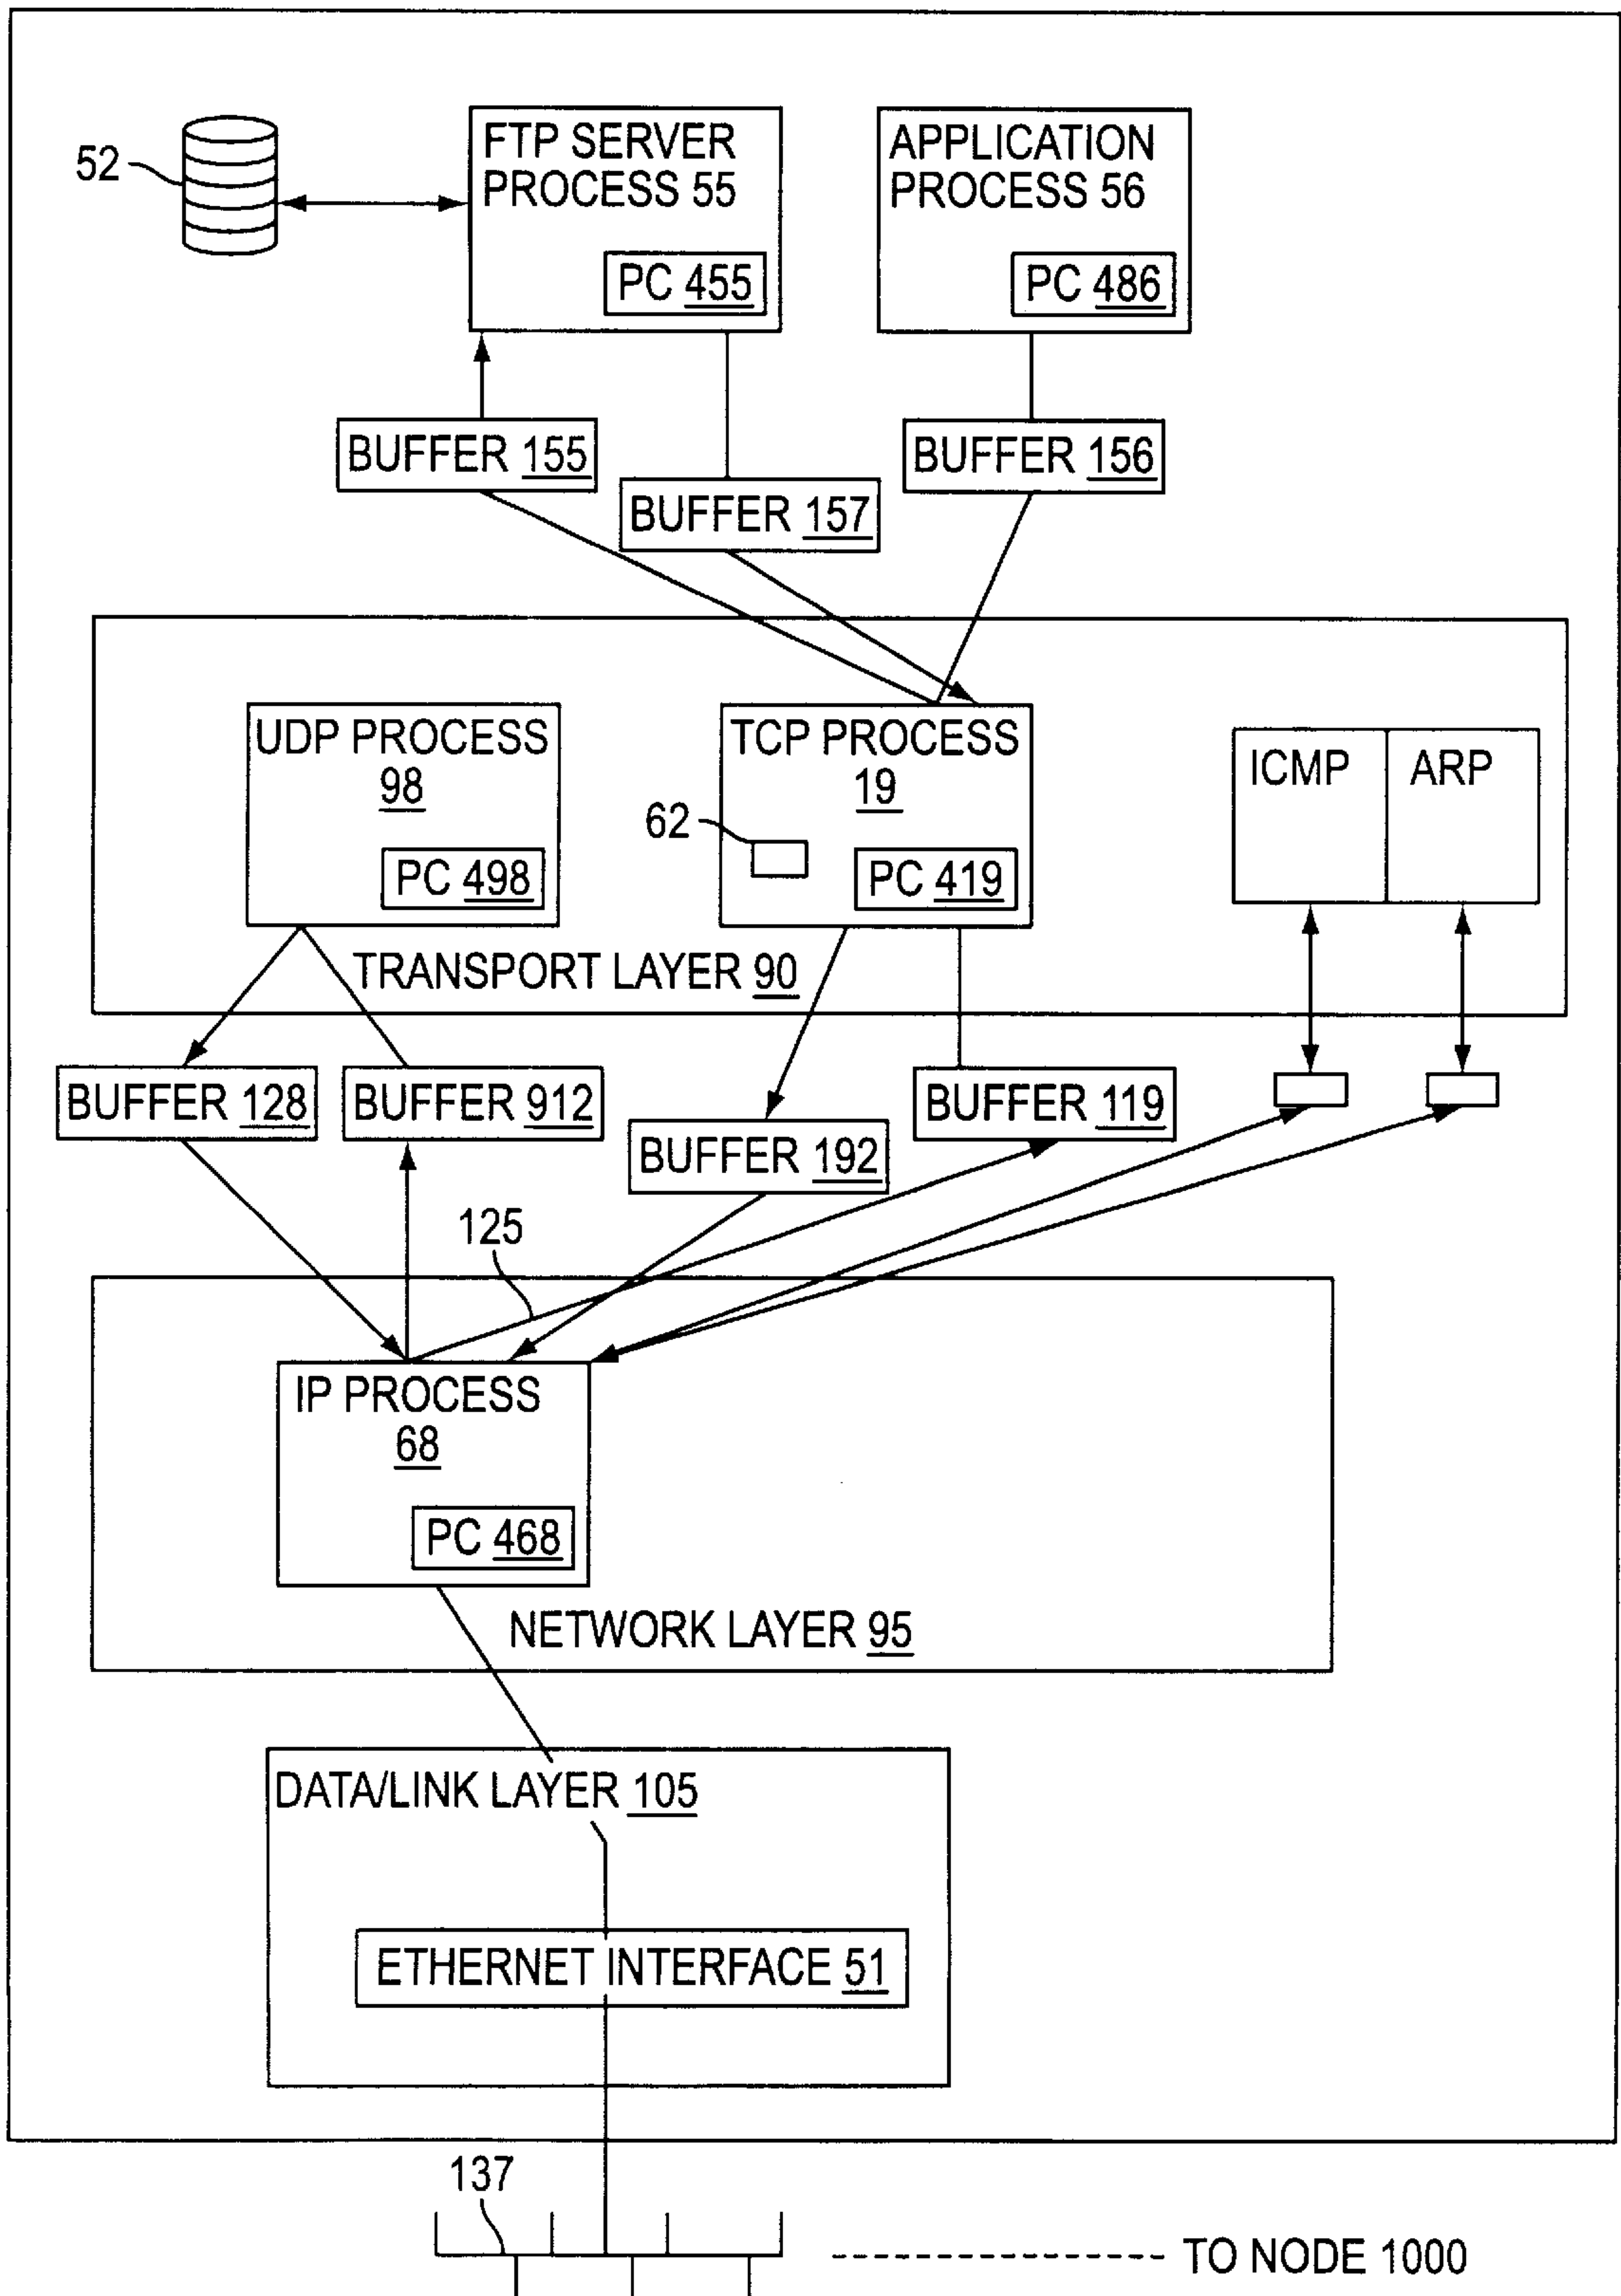 52
FTP SERVER
PROCESS 55
PC 455
APPLICATION
PROCESS 56
PC 486
BUFFER 155
BUFFER 157
BUFFER 156
UDP PROCESS
98
PC 498
TCP PROCESS
19
62
PC 419
ICMP
ARP
TRANSPORT LAYER 90
BUFFER 128
BUFFER 912
BUFFER 192
BUFFER 119
125
IP PROCESS
68
PC 468
NETWORK LAYER 95
DATA/LINK LAYER 105
ETHERNET INTERFACE 51
137
TO NODE 1000